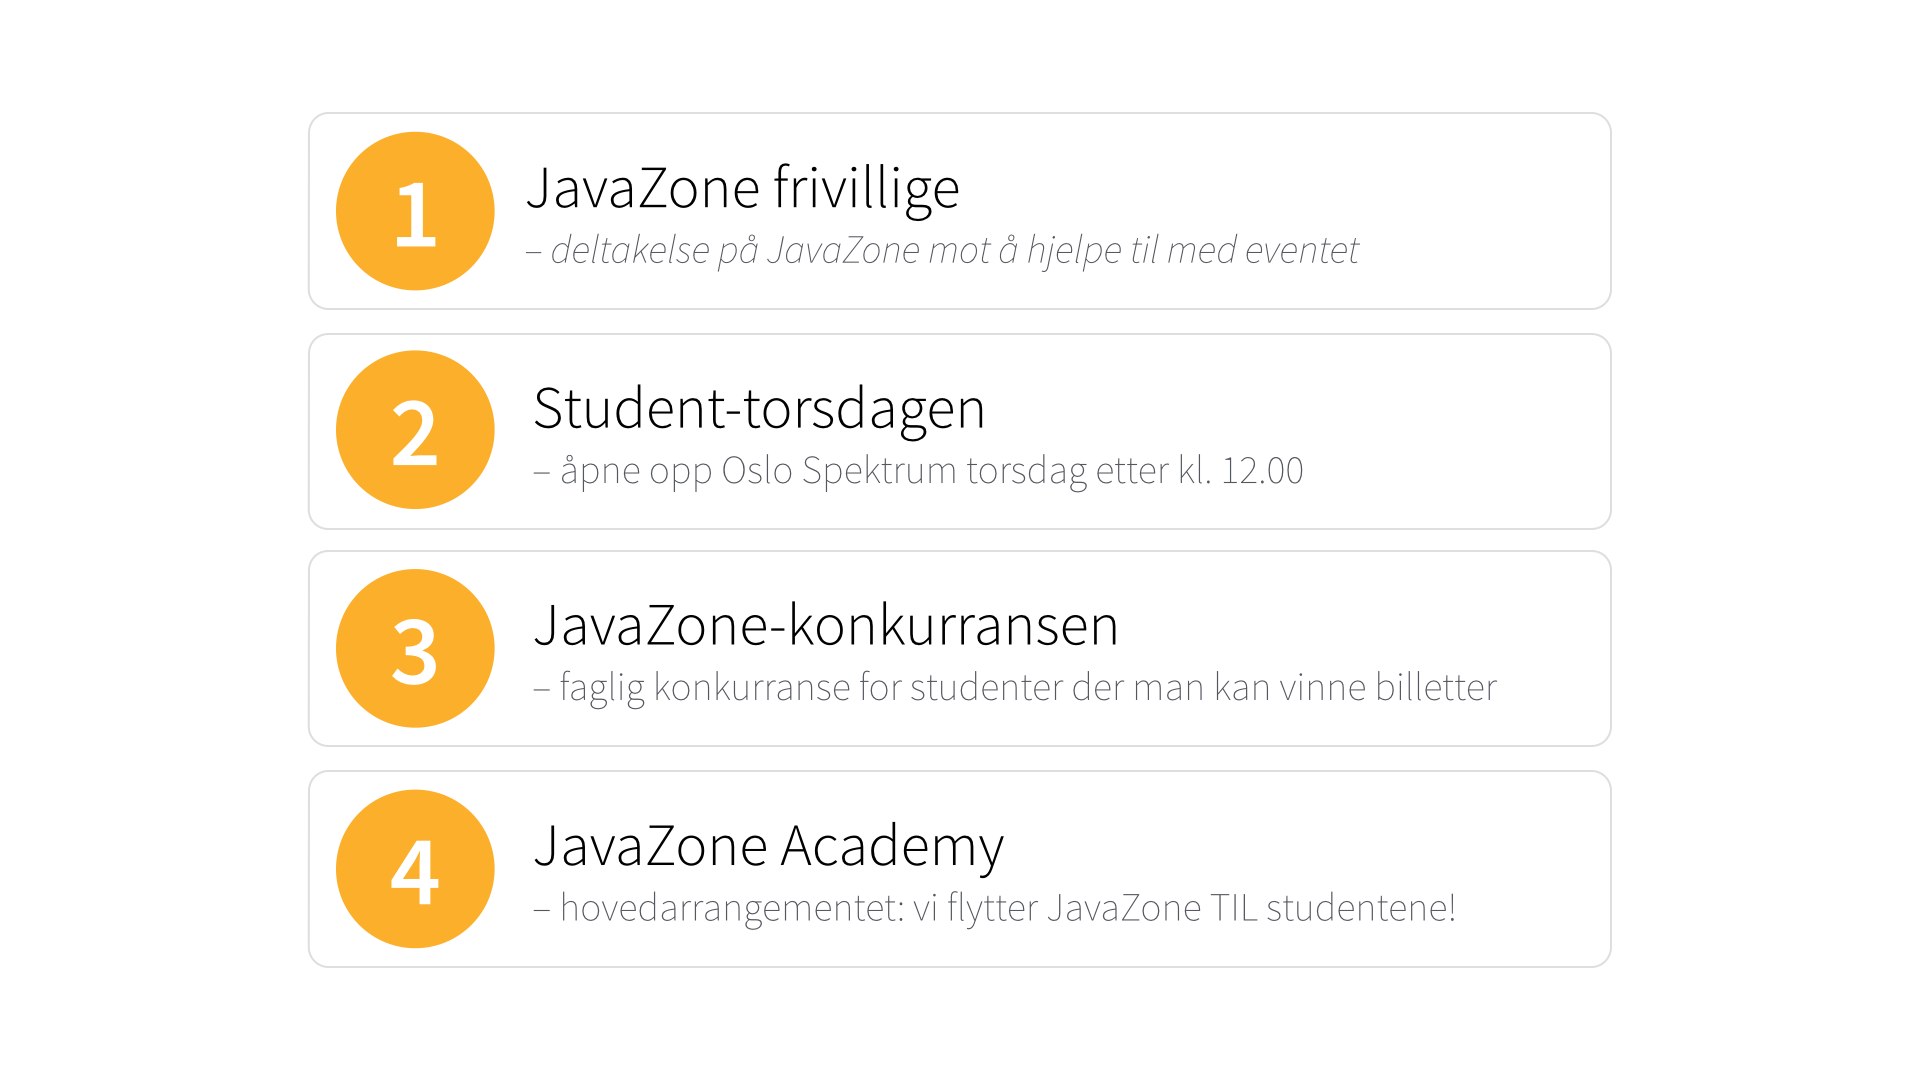 1
JavaZone frivillige
– deltakelse på JavaZone mot å hjelpe til med eventet
2
Student-torsdagen
– åpne opp Oslo Spektrum torsdag etter kl. 12.00
3
JavaZone-konkurransen
– faglig konkurranse for studenter der man kan vinne billetter
4
JavaZone Academy
– hovedarrangementet: vi flytter JavaZone TIL studentene!